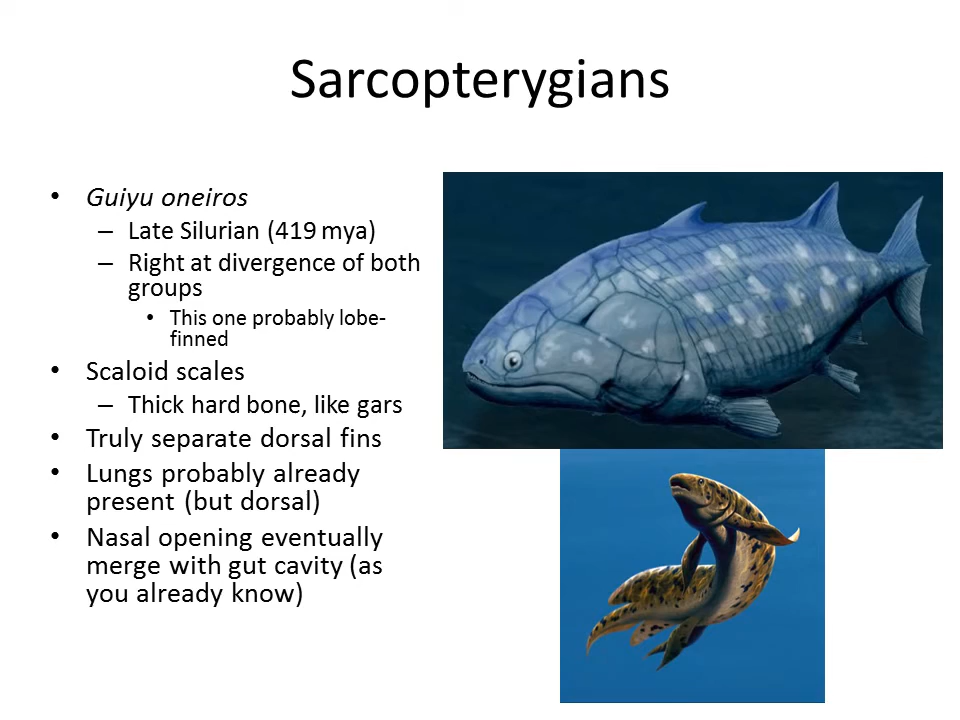 Sarcopterygians
• Guiyu oneiros
– Late Silurian (419 mya)
– Right at divergence of both
groups
• This one probably lobe-
finned
• Scaloid scales
– Thick hard bone, like gars
• Truly separate dorsal fins
• Lungs probably already
present (but dorsal)
• Nasal opening eventually
merge with gut cavity (as
you already know)